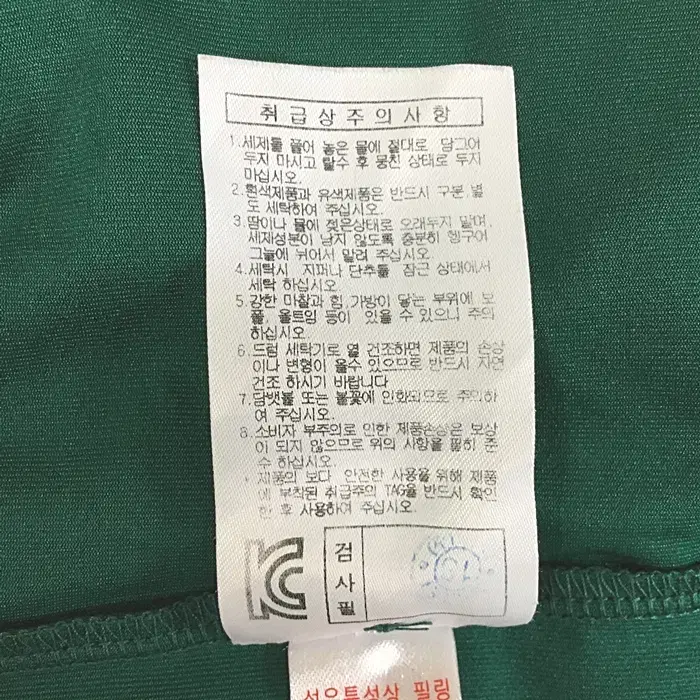 취급상주의사항
1.세제를 풀어 놓은 물에 절대로 담그어
두지 마시고 탈수 후 뭉친 상태로 두지
마십시오.
2.흰색제품과 유색제품은 반드시 구분 별
도 세탁하여 주십시오.
3.땀이나 물에 젖은상태로 오래두지 말며,
세제성분이 남지 않도록 충분히 헹구어
그늘에 뉘어서 말려 주십시오.
4.세탁시 지퍼나 단추를 잠근 상태에서
세탁 하십시오.
5.강한 마찰과 힘,가방이 닿는 부위에 보
풀, 올트임 등이 있을 수 있으니 주의
하십시오.
6.드럼 세탁기로 열 건조하면 제품의 손상
이나 변형이 올수 있으므로 반드시 자연
건조 하시기 바랍니다
7.담뱃불 또는 불꽃에 인화되므로 주의하
여 주십시오.
8.소비자 부주의로 인한 제품손상은 보상
이 되지 않으므로 위의 사항을 필히 준
수 하십시오.
제품의 보다 안전한 사용을 위해 제품
에 부착된 취급주의 TAG을 반드시 확인
한 후 사용하여 주십시오.
검
사
필
섬유특성상 필링